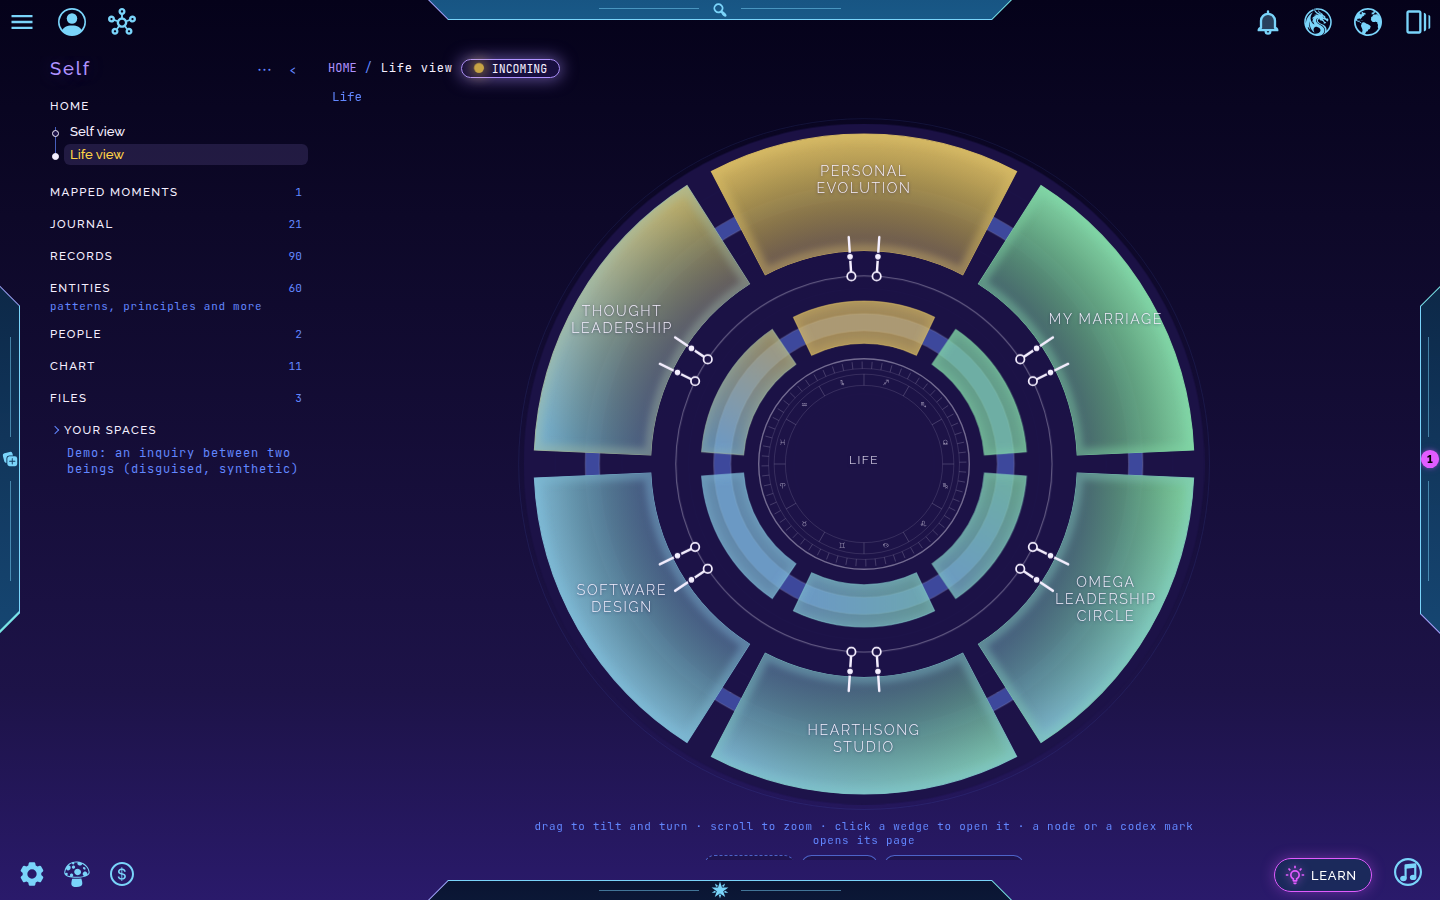 Self
...
<
HOME / Life view
INCOMING
Life
HOME
Self view
Life view
MAPPED MOMENTS 1
JOURNAL 21
RECORDS 90
ENTITIES 60
patterns, principles and more
PEOPLE 2
CHART 11
FILES 3
YOUR SPACES
Demo: an inquiry between two
beings (disguised, synthetic)
PERSONAL
EVOLUTION
THOUGHT
LEADERSHIP
MY MARRIAGE
LIFE
SOFTWARE
DESIGN
OMEGA
LEADERSHIP
CIRCLE
HEARTHSONG
STUDIO
1
drag to tilt and turn · scroll to zoom · click a wedge to open it · a node or a codex mark
opens its page
$
LEARN